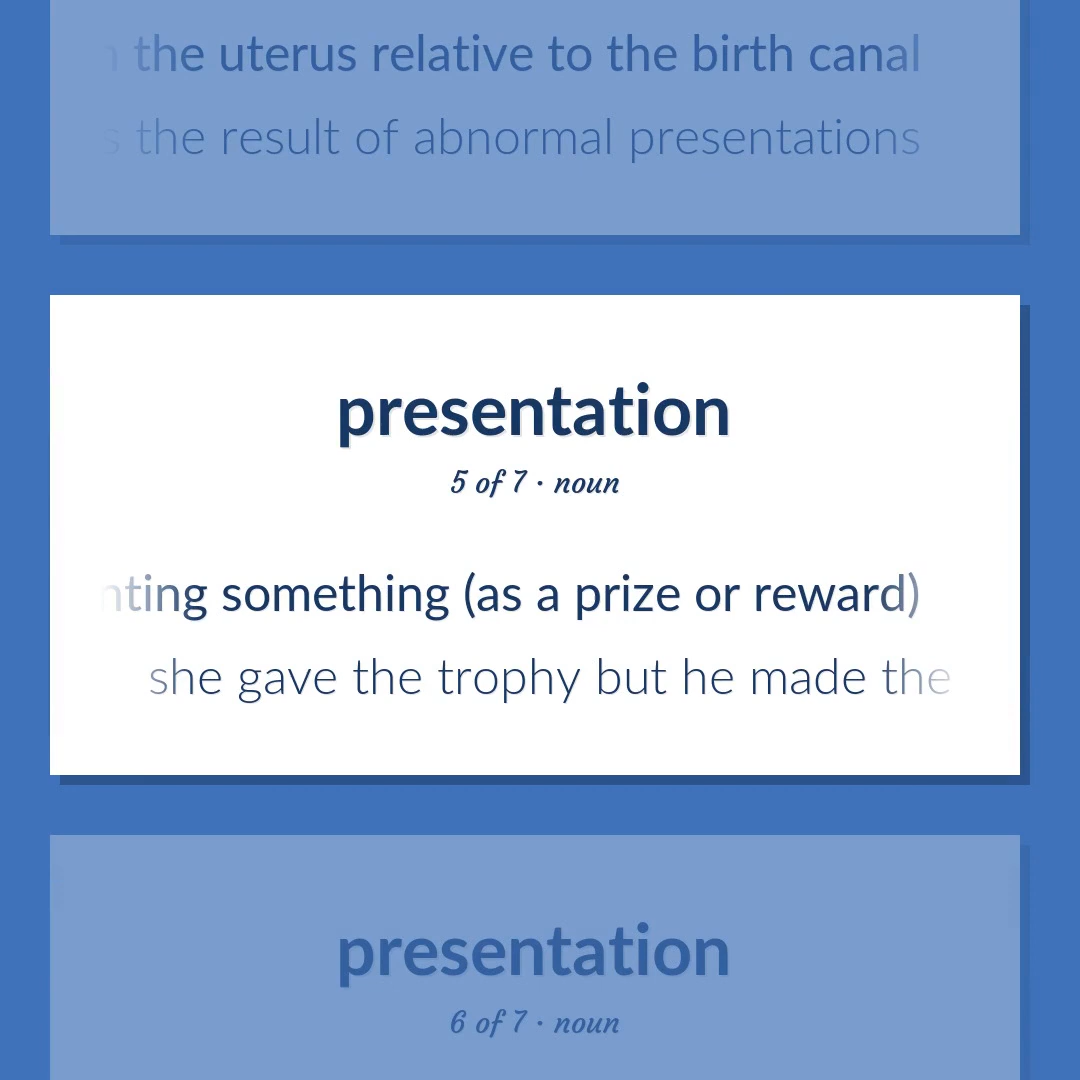 the uterus relative to the birth canal
the result of abnormal presentations
presentation
5 of 7 · noun
nting something (as a prize or reward)
she gave the trophy but he made the
presentation
6 of 7 · noun